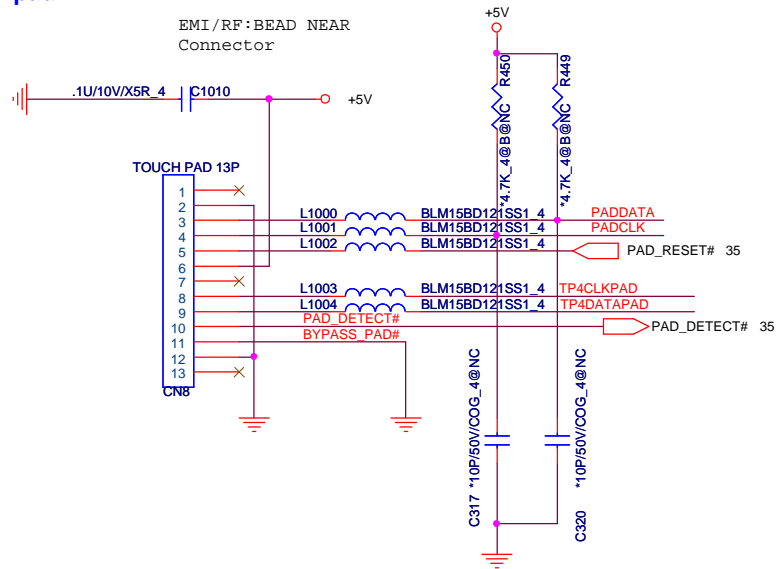 EMI/RF:BEAD NEAR
Connector
+5V
.1U/10V/X5R_4
C1010
+5V
R450
R449
*4.7K_4@B@NC
*4.7K_4@B@NC
TOUCH PAD 13P
1
2
3
4
5
6
7
8
9
10
11
12
13
CN8
L1000 BLM15BD121SS1_4 PADDATA
L1001 BLM15BD121SS1_4 PADCLK
L1002 BLM15BD121SS1_4 PAD_RESET# 35
L1003 BLM15BD121SS1_4 TP4CLKPAD
L1004 BLM15BD121SS1_4 TP4DATAPAD
PAD_DETECT# PAD_DETECT# 35
BYPASS_PAD#
C317 *10P/50V/COG_4@NC
C320 *10P/50V/COG_4@NC